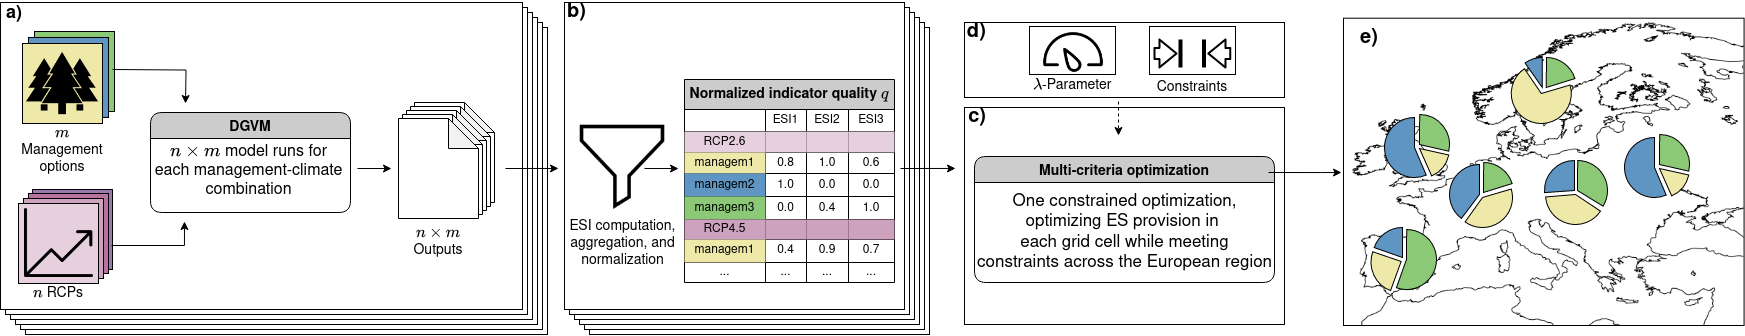 a)
m
Management
options
n RCPs
DGVM
n × m model runs for
each management-climate
combination
n × m
Outputs
b)
ESI computation,
aggregation, and
normalization
Normalized indicator quality q
ESI1 ESI2 ESI3
RCP2.6
managem1 0.8 1.0 0.6
managem2 1.0 0.0 0.0
managem3 0.0 0.4 1.0
RCP4.5
managem1 0.4 0.9 0.7
... ... ... ...
d)
λ-Parameter
Constraints
c)
Multi-criteria optimization
One constrained optimization,
optimizing ES provision in
each grid cell while meeting
constraints across the European region
e)